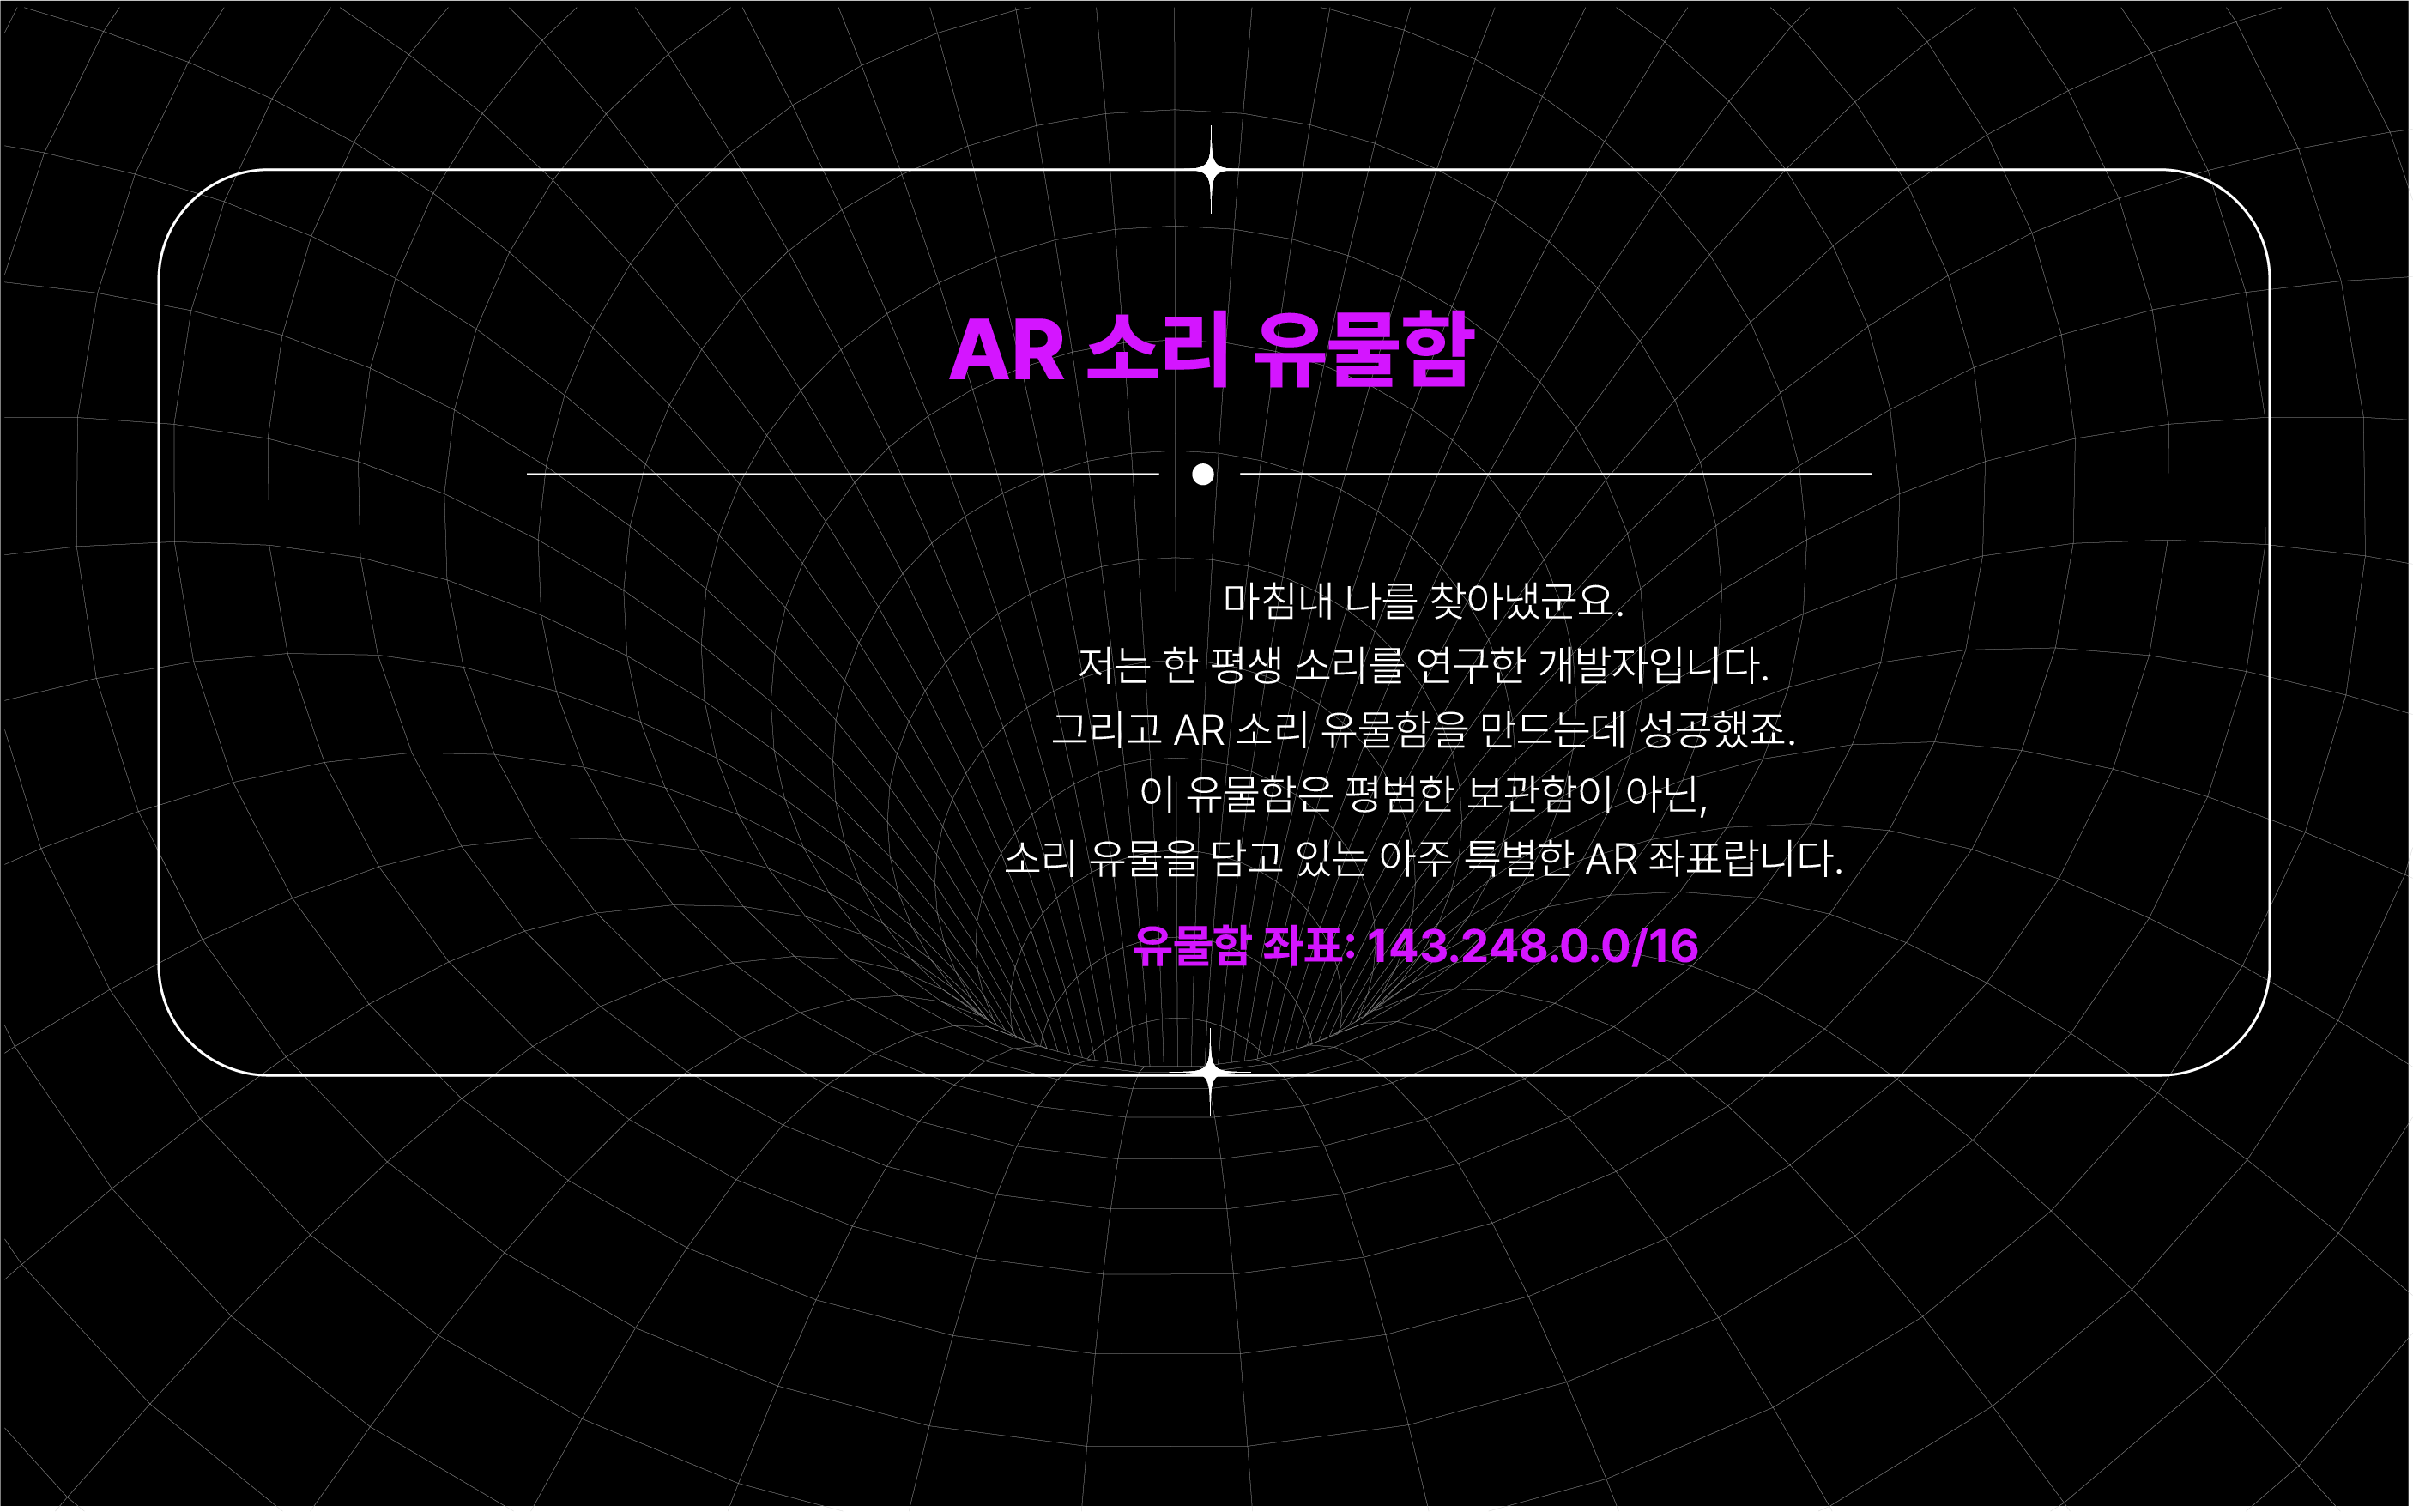 AR 소리 유물함
마침내 나를 찾아냈군요.
저는 한 평생 소리를 연구한 개발자입니다.
그리고 AR 소리 유물함을 만드는데 성공했죠.
이 유물함은 평범한 보관함이 아닌,
소리 유물을 담고 있는 아주 특별한 AR 좌표랍니다.
유물함 좌표: 143.248.0.0/16